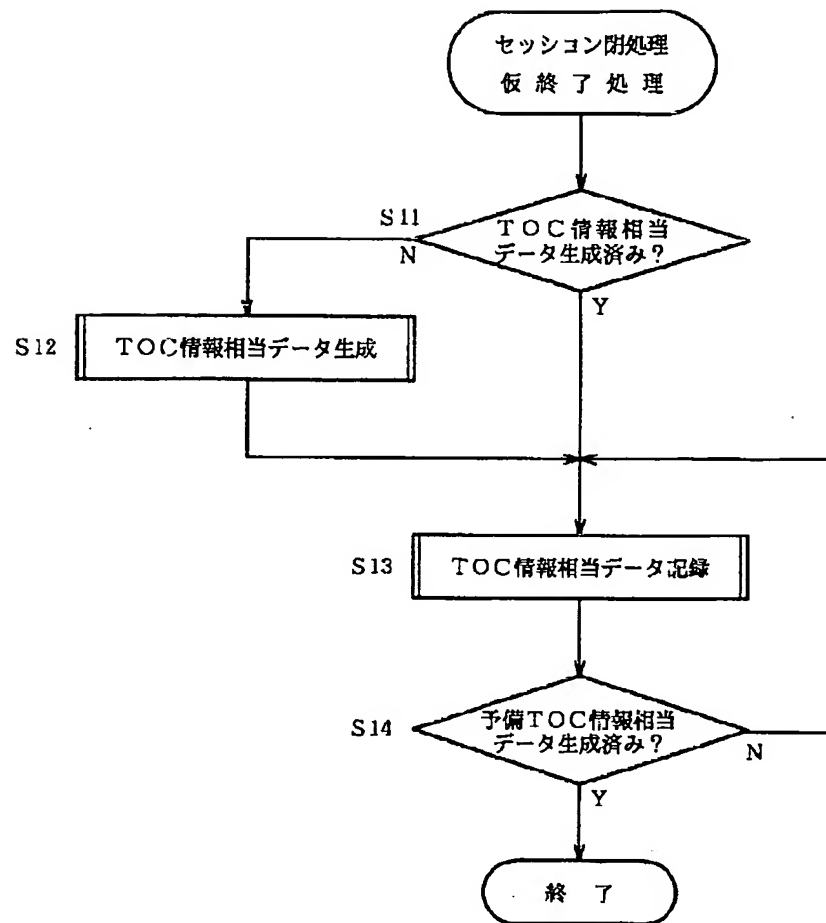 セッション閉処理
仮終了処理
S11
TOC情報相当
データ生成済み?
N
Y
S12
TOC情報相当データ生成
S13
TOC情報相当データ記録
S14
予備TOC情報相当
データ生成済み?
N
Y
終了